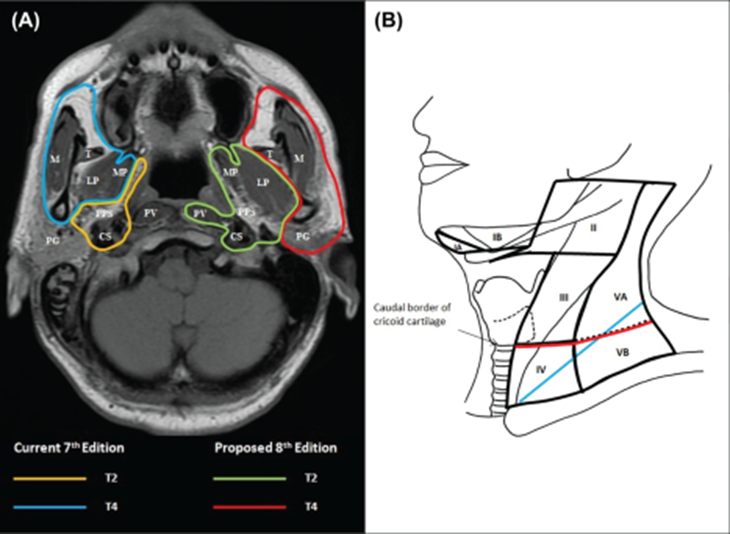 (A)
M
T
MP
LP
PPS
PV
CS
PG
MP
T
M
LP
PV
PPS
CS
PG
Current 7th Edition
Proposed 8th Edition
T2
T2
T4
T4
(B)
IA
IB
II
III
VA
Caudal border of
cricoid cartilage
IV
VB